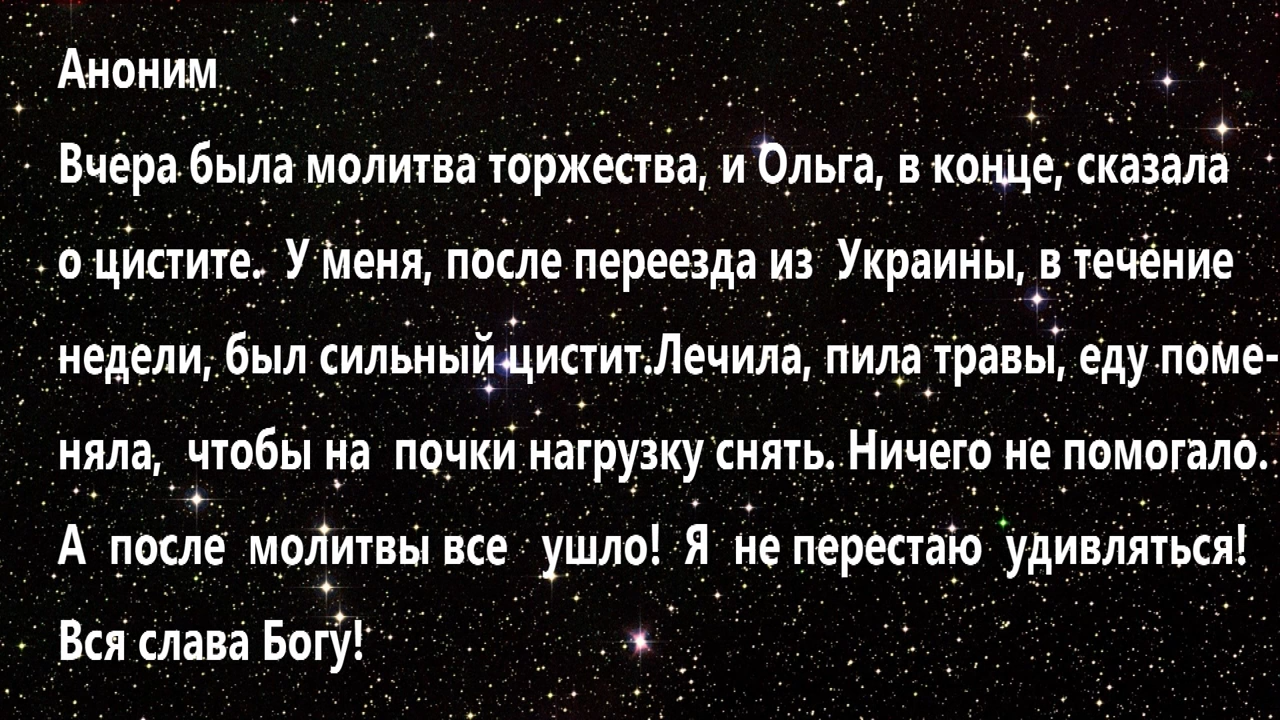 Аноним
Вчера была молитва торжества, и Ольга, в конце, сказала
о цистите.  У меня, после переезда из  Украины, в течение
недели, был сильный цистит.Лечила, пила травы, еду поме-
няла,  чтобы на  почки нагрузку снять. Ничего не помогало.
А  после  молитвы все   ушло!  Я  не перестаю  удивляться!
Вся слава Богу!